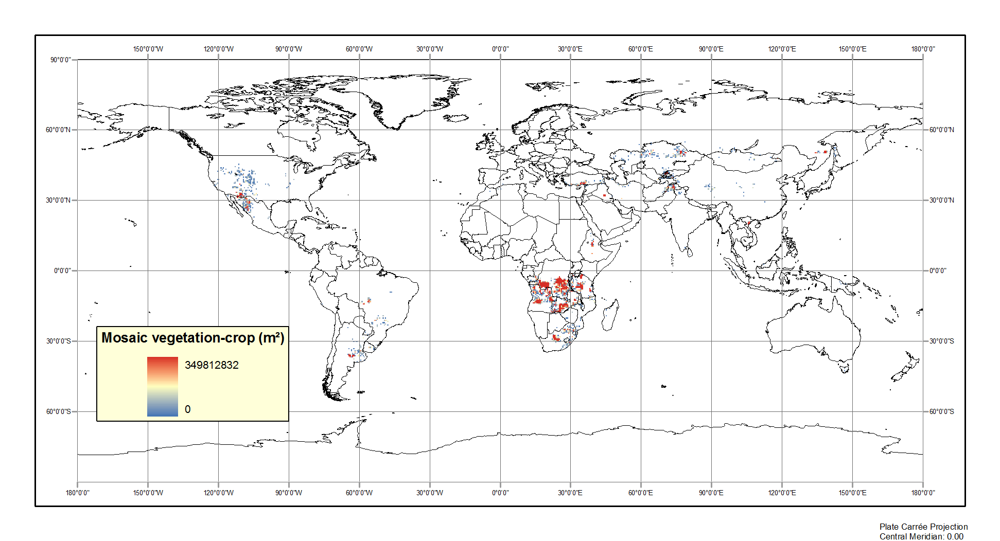 150°0'0"W 120°0'0"W 90°0'0"W 60°0'0"W 30°0'0"W 0°0'0" 30°0'0"E 60°0'0"E 90°0'0"E 120°0'0"E 150°0'0"E 180°0'0"
90°0'0"
60°0'0"N 60°0'0"N
30°0'0"N 30°0'0"N
0°0'0" 0°0'0"
30°0'0"S 30°0'0"S
Mosaic vegetation-crop (m²)
349812832
0
60°0'0"S 60°0'0"S
180°0'0" 150°0'0"W 120°0'0"W 90°0'0"W 60°0'0"W 30°0'0"W 0°0'0" 30°0'0"E 60°0'0"E 90°0'0"E 120°0'0"E 150°0'0"E 180°0'0"
Plate Carrée Projection
Central Meridian: 0.00